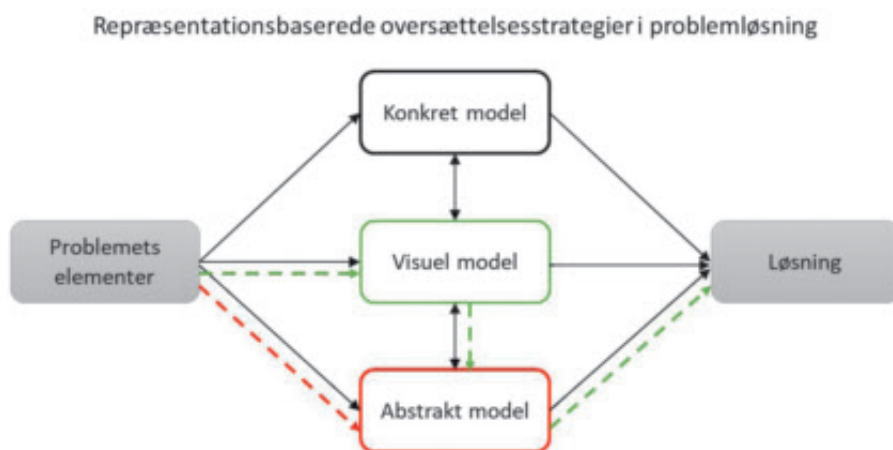 Repræsentationsbaserede oversættelsesstrategier i problemløsning
Konkret model
Problemets
elementer
Visuel model
Løsning
Abstrakt model